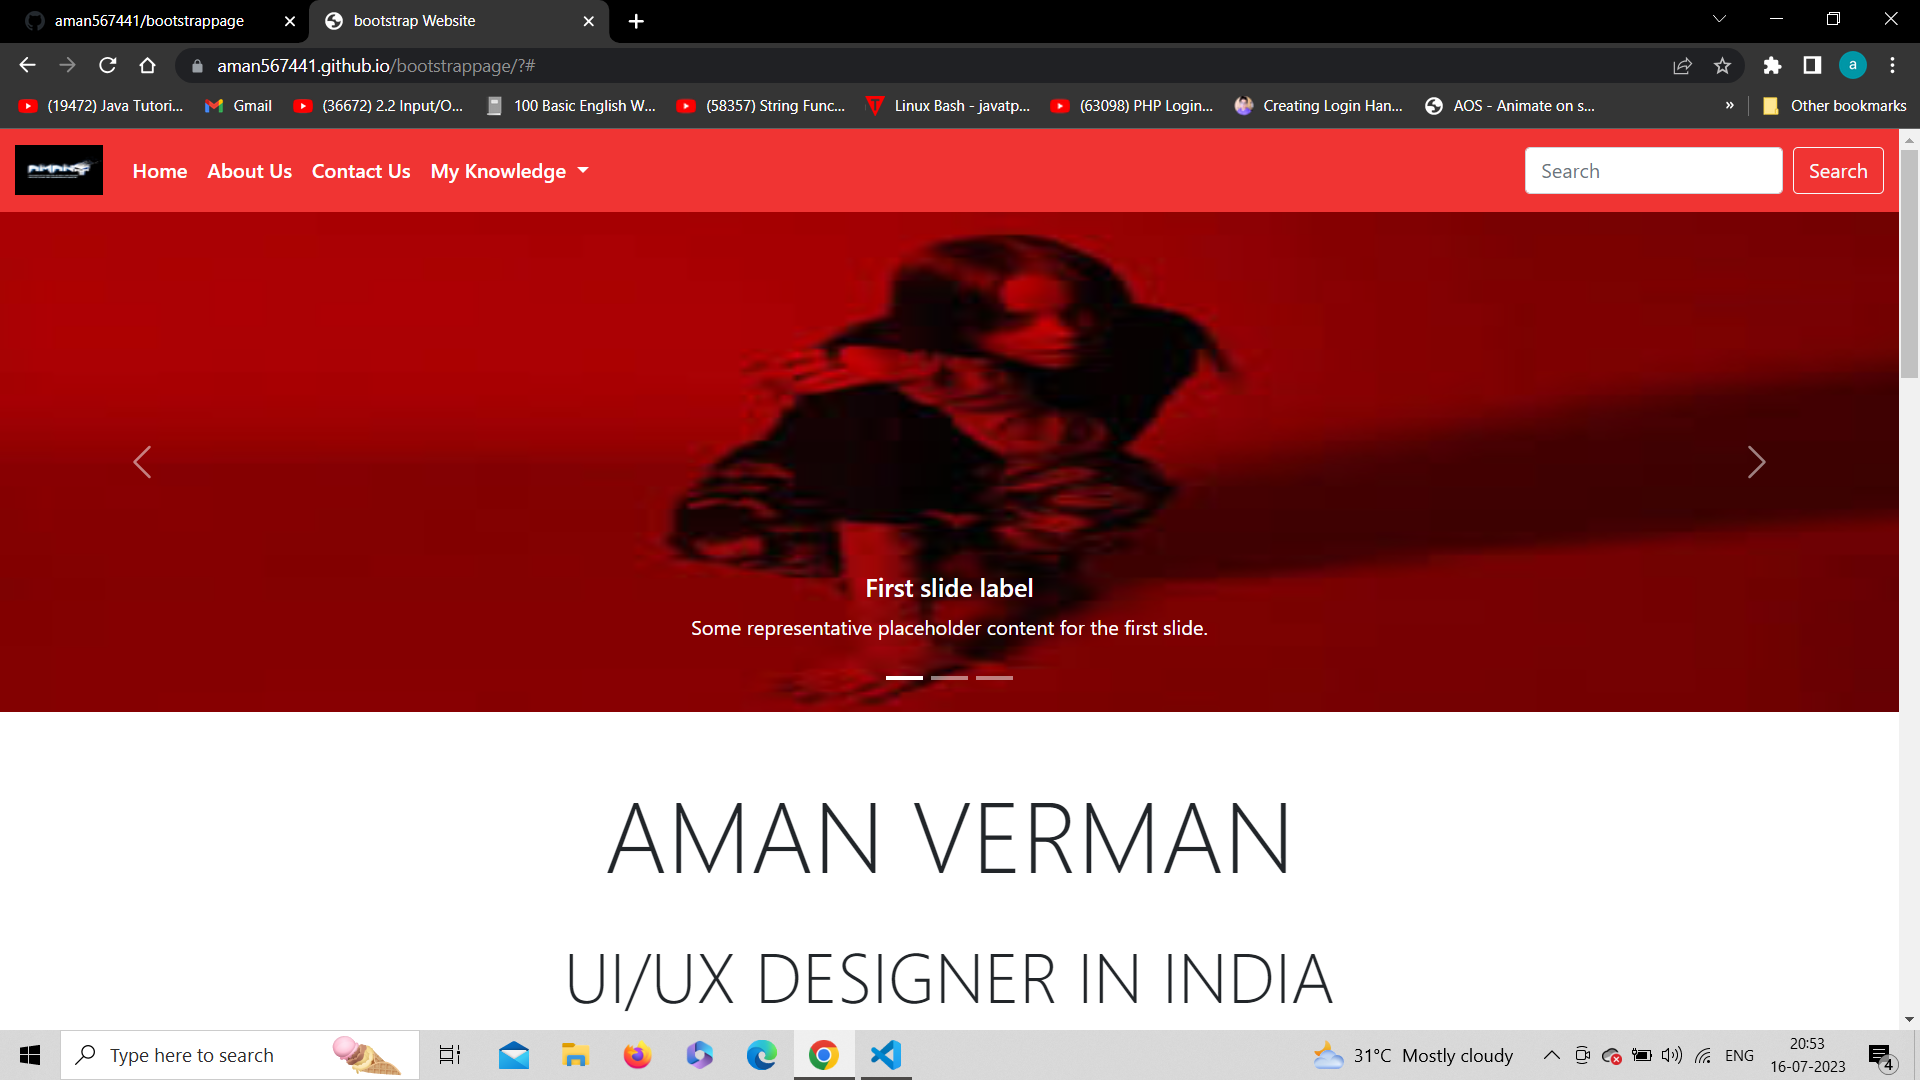 aman567441/bootstrappage
bootstrap Website
aman567441.github.io/bootstrappage/?#
a
(19472) Java Tutori...
Gmail
(36672) 2.2 Input/O...
100 Basic English W...
(58357) String Func...
Linux Bash - javatp...
(63098) PHP Login...
Creating Login Han...
AOS - Animate on s...
»
Other bookmarks
Home
About Us
Contact Us
My Knowledge
Search
Search
First slide label
Some representative placeholder content for the first slide.
AMAN VERMAN
UI/UX DESIGNER IN INDIA
Type here to search
31°C Mostly cloudy
ENG
20:53
16-07-2023
4